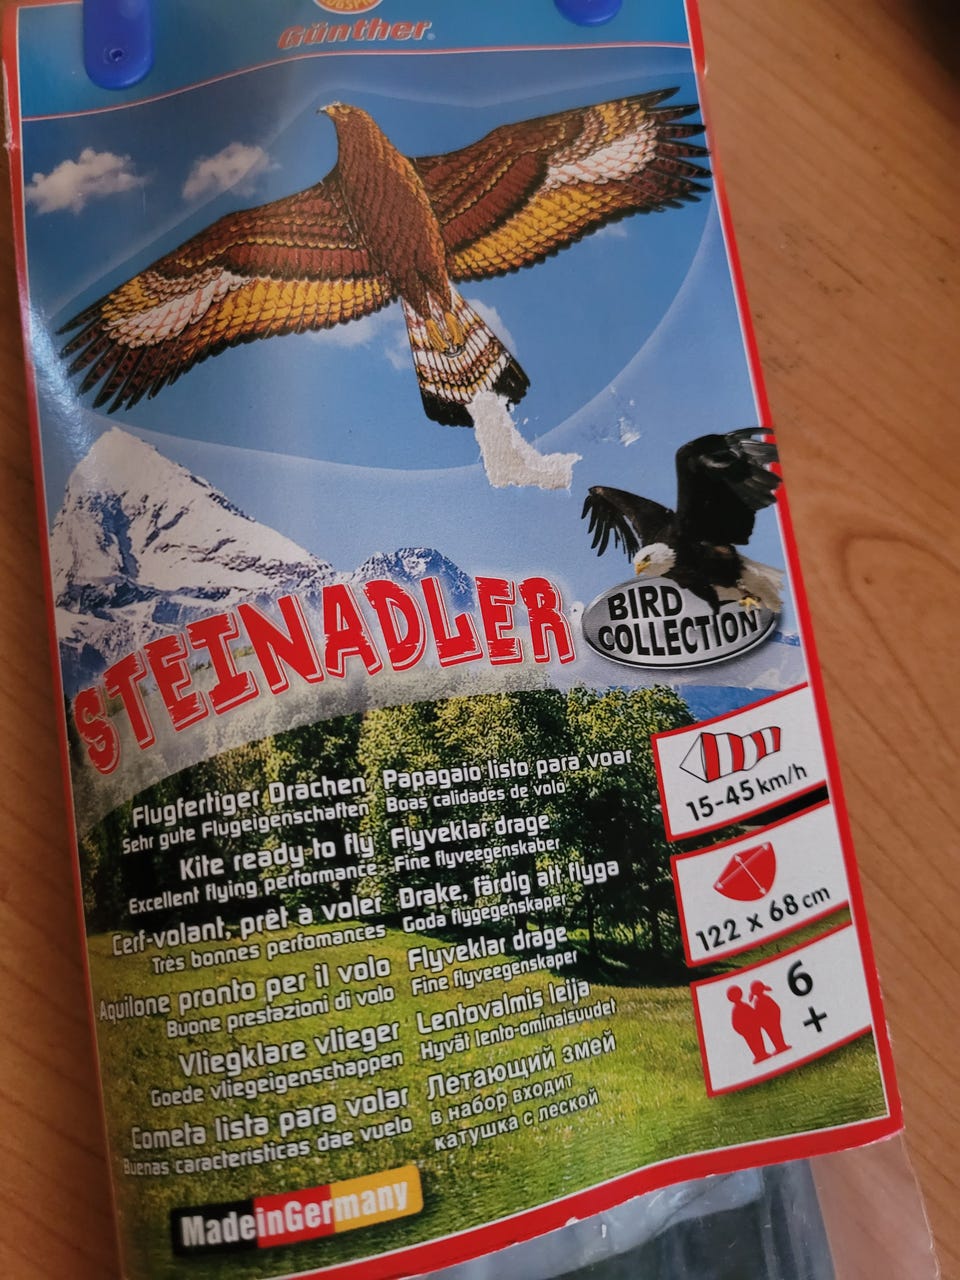 Günther®
STEINADLER
BIRD
COLLECTION
Flugfertiger Drachen
Sehr gute Flugeigenschaften
Kite ready to fly
Excellent flying performance
Cerf-volant, prêt à voler
Très bonnes perfomances
Aquilone pronto per il volo
Buone prestazioni di volo
Vliegklare vlieger
Goede vliegeigenschappen
Cometa lista para volar
Buenas caracteristicas dae vuelo
Papagaio listo para voar
Boas calidades de volo
Flyveklar drage
Fine flyveegenskaber
Drake, färdig att flyga
Goda flygegenskaper
Flyveklar drage
Fine flyveegenskaper
Lentovalmis leija
Hyvät lento-ominaisuudet
Летающий змей
в набор входит
катушка с леской
15-45 km/h
122 x 68 cm
6
+
MadeinGermany